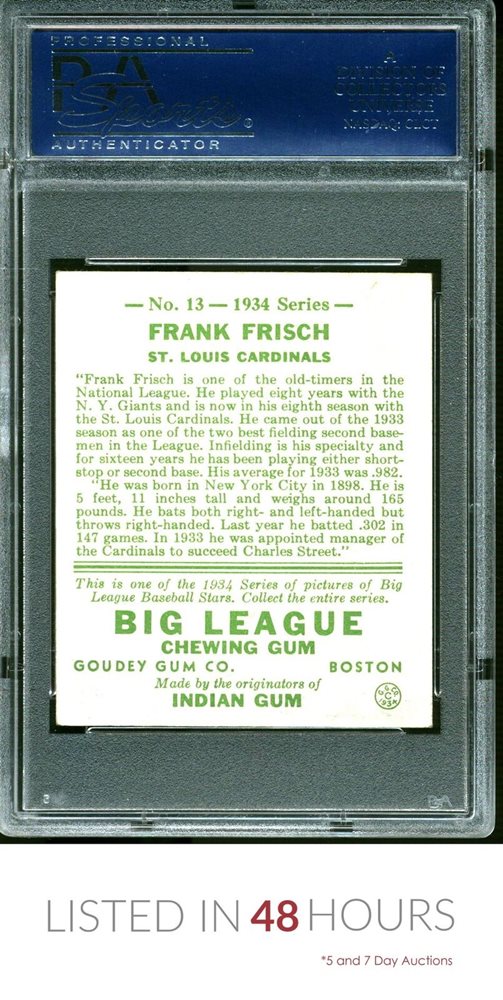 PROFESSIONAL
PSA
Sports
AUTHENTICATOR
A
DIVISION OF
COLLECTORS
UNIVERSE
NASDAQ: CLCT
— No. 13 — 1934 Series —
FRANK FRISCH
ST. LOUIS CARDINALS
"Frank Frisch is one of the old-timers in the
National League. He played eight years with the
N. Y. Giants and is now in his eighth season with
the St. Louis Cardinals. He came out of the 1933
season as one of the two best fielding second base-
men in the League. Infielding is his specialty and
for sixteen years he has been playing either short-
stop or second base. His average for 1933 was .982.
"He was born in New York City in 1898. He is
5 feet, 11 inches tall and weighs around 165
pounds. He bats both right- and left-handed but
throws right-handed. Last year he batted .302 in
147 games. In 1933 he was appointed manager of
the Cardinals to succeed Charles Street."
This is one of the 1934 Series of pictures of Big
League Baseball Stars. Collect the entire series.
BIG LEAGUE
CHEWING GUM
GOUDEY GUM CO. BOSTON
Made by the originators of
INDIAN GUM
PSA
LISTED IN 48 HOURS
*5 and 7 Day Auctions